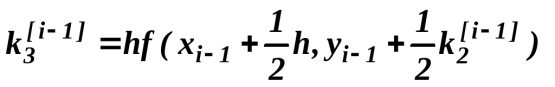 k_3^{[i-1]} = hf(x_{i-1} + \frac{1}{2}h, y_{i-1} + \frac{1}{2}k_2^{[i-1]})